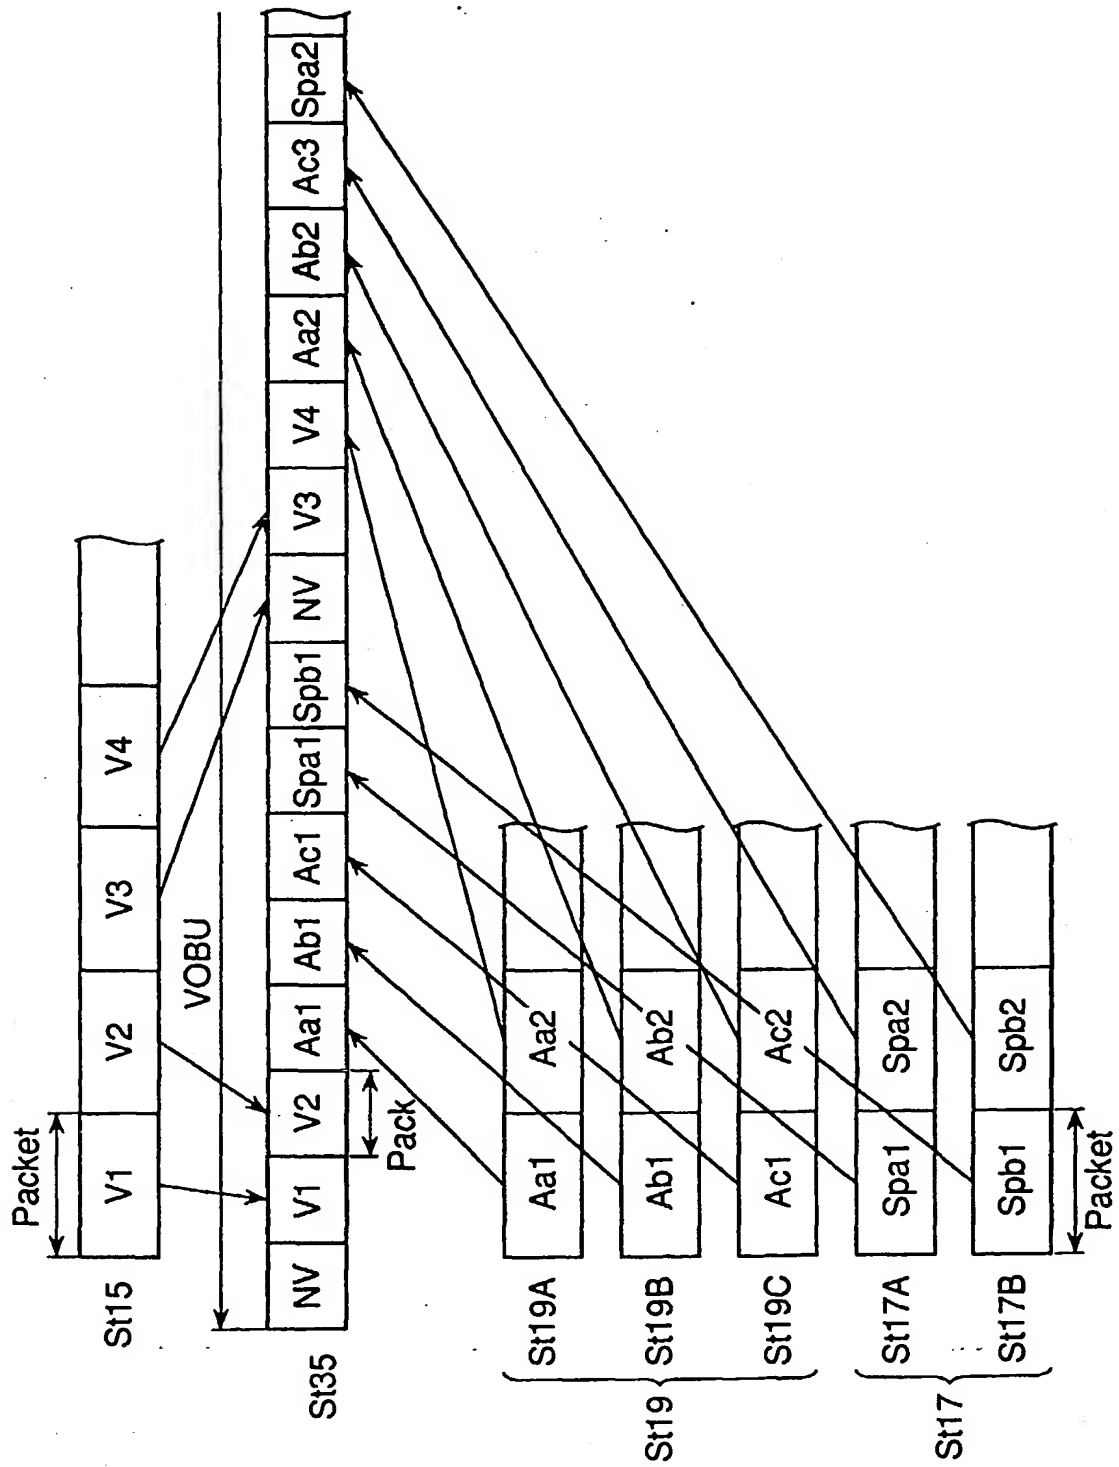 Packet
St15 V1 V2 V3 V4
VOBU
St35 NV V1 V2 Aa1 Ab1 Ac1 Spa1 Spb1 NV V3 V4 Aa2 Ab2 Ac3 Spa2
Pack
St19
St19A Aa1 Aa2
St19B Ab1 Ab2
St19C Ac1 Ac2
St17
St17A Spa1 Spa2
St17B Spb1 Spb2
Packet